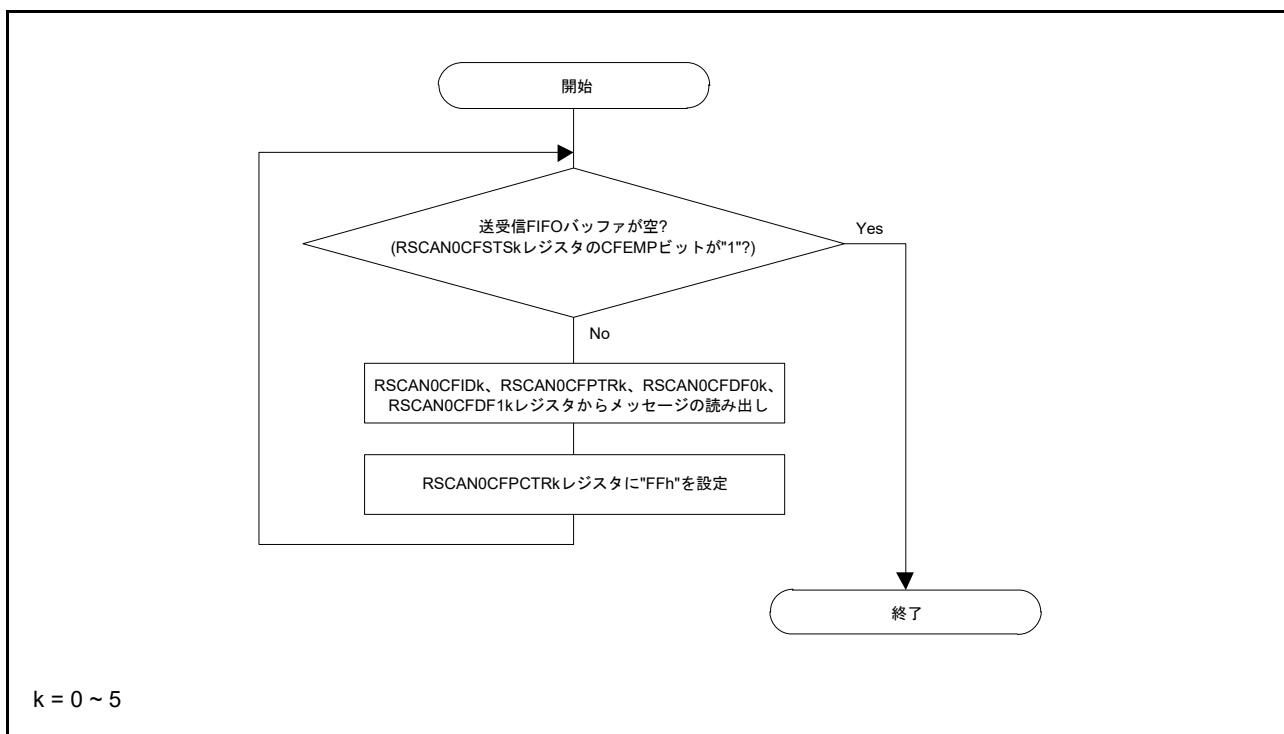 開始
送受信FIFOバッファが空?
(RSCAN0CFSTSkレジスタのCFEMPビットが"1"?)
Yes
No
RSCAN0CFIDk、RSCAN0CFPTRk、RSCAN0CFDF0k、
RSCAN0CFDF1kレジスタからメッセージの読み出し
RSCAN0CFPCTRkレジスタに"FFh"を設定
終了
k = 0 ~ 5